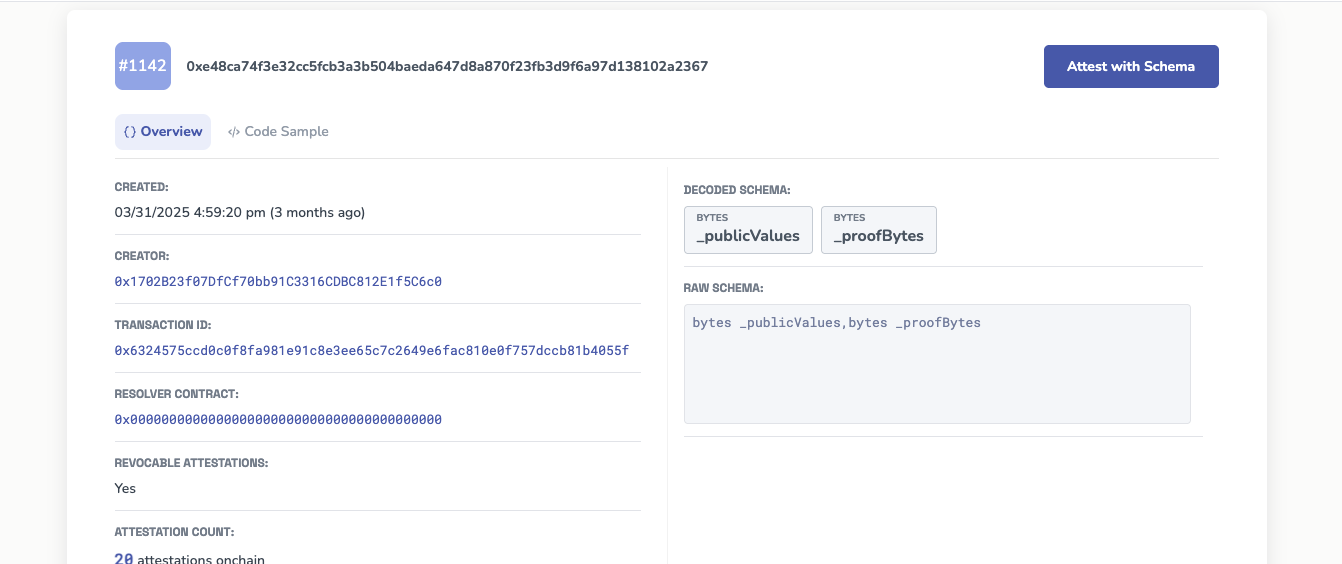 #1142
0xe48ca74f3e32cc5fcb3a3b504baeda647d8a870f23fb3d9f6a97d138102a2367
Attest with Schema
{} Overview
</> Code Sample
CREATED:
03/31/2025 4:59:20 pm (3 months ago)
CREATOR:
0x1702B23f07DfCf70bb91C3316CDBC812E1f5C6c0
TRANSACTION ID:
0x6324575ccd0c0f8fa981e91c8e3ee65c7c2649e6fac810e0f757dccb81b4055f
RESOLVER CONTRACT:
0x0000000000000000000000000000000000000000
REVOCABLE ATTESTATIONS:
Yes
ATTESTATION COUNT:
20 attestations onchain
DECODED SCHEMA:
BYTES
_publicValues
BYTES
_proofBytes
RAW SCHEMA:
bytes _publicValues,bytes _proofBytes